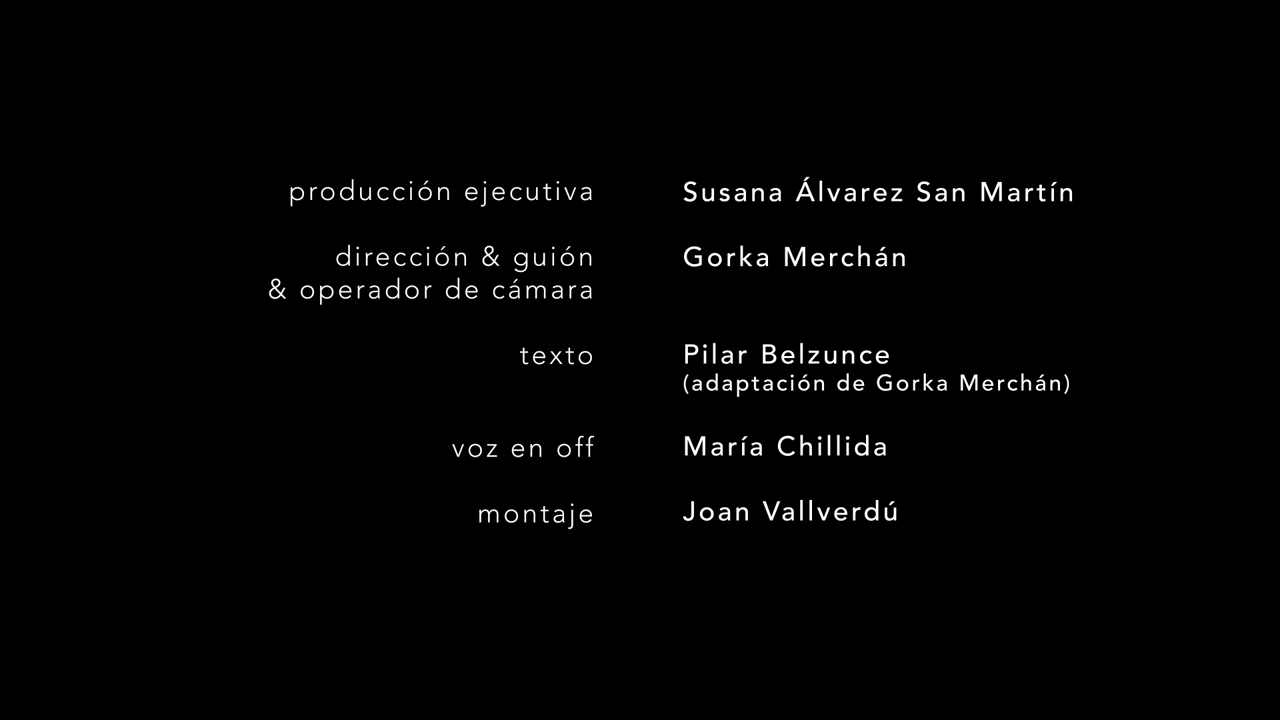 producción ejecutiva Susana Álvarez San Martín
dirección & guión Gorka Merchán
& operador de cámara
texto Pilar Belzunce
(adaptación de Gorka Merchán)
voz en off María Chillida
montaje Joan Vallverdú